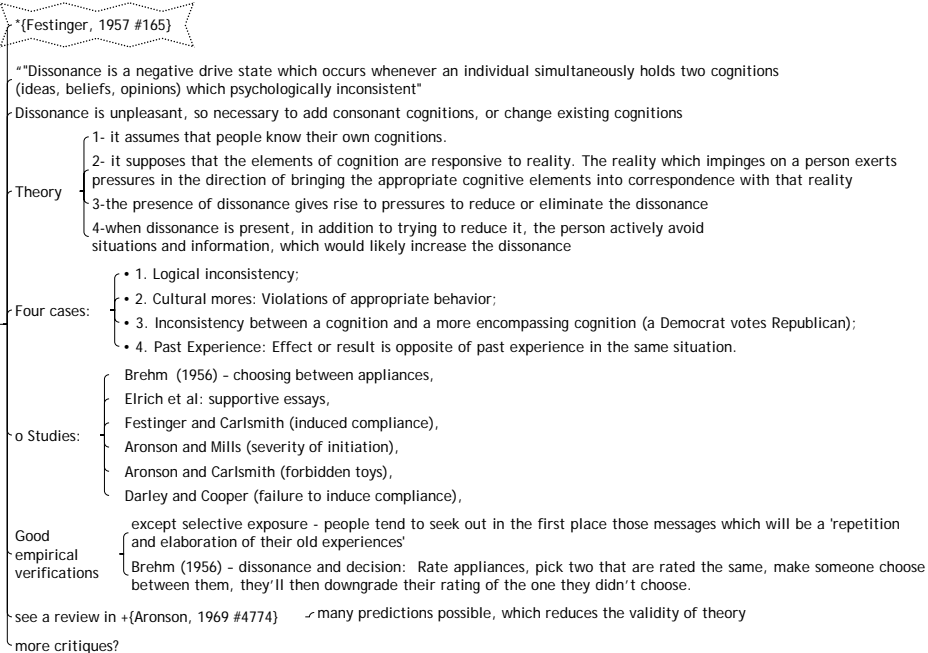 *{Festinger, 1957 #165}
“"Dissonance is a negative drive state which occurs whenever an individual simultaneously holds two cognitions
(ideas, beliefs, opinions) which psychologically inconsistent"
Dissonance is unpleasant, so necessary to add consonant cognitions, or change existing cognitions
Theory
1- it assumes that people know their own cognitions.
2- it supposes that the elements of cognition are responsive to reality. The reality which impinges on a person exerts
pressures in the direction of bringing the appropriate cognitive elements into correspondence with that reality
3-the presence of dissonance gives rise to pressures to reduce or eliminate the dissonance
4-when dissonance is present, in addition to trying to reduce it, the person actively avoid
situations and information, which would likely increase the dissonance
Four cases:
• 1. Logical inconsistency;
• 2. Cultural mores: Violations of appropriate behavior;
• 3. Inconsistency between a cognition and a more encompassing cognition (a Democrat votes Republican);
• 4. Past Experience: Effect or result is opposite of past experience in the same situation.
o Studies:
Brehm (1956) – choosing between appliances,
Elrich et al: supportive essays,
Festinger and Carlsmith (induced compliance),
Aronson and Mills (severity of initiation),
Aronson and Carlsmith (forbidden toys),
Darley and Cooper (failure to induce compliance),
Good
empirical
verifications
except selective exposure - people tend to seek out in the first place those messages which will be a 'repetition
and elaboration of their old experiences'
Brehm (1956) – dissonance and decision: Rate appliances, pick two that are rated the same, make someone choose
between them, they’ll then downgrade their rating of the one they didn’t choose.
see a review in +{Aronson, 1969 #4774}
many predictions possible, which reduces the validity of theory
more critiques?